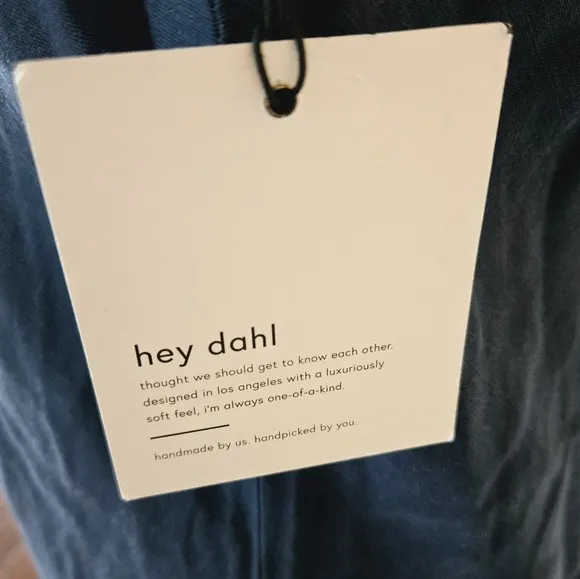 hey dahl
thought we should get to know each other.
designed in los angeles with a luxuriously
soft feel, i'm always one-of-a-kind.
handmade by us. handpicked by you.